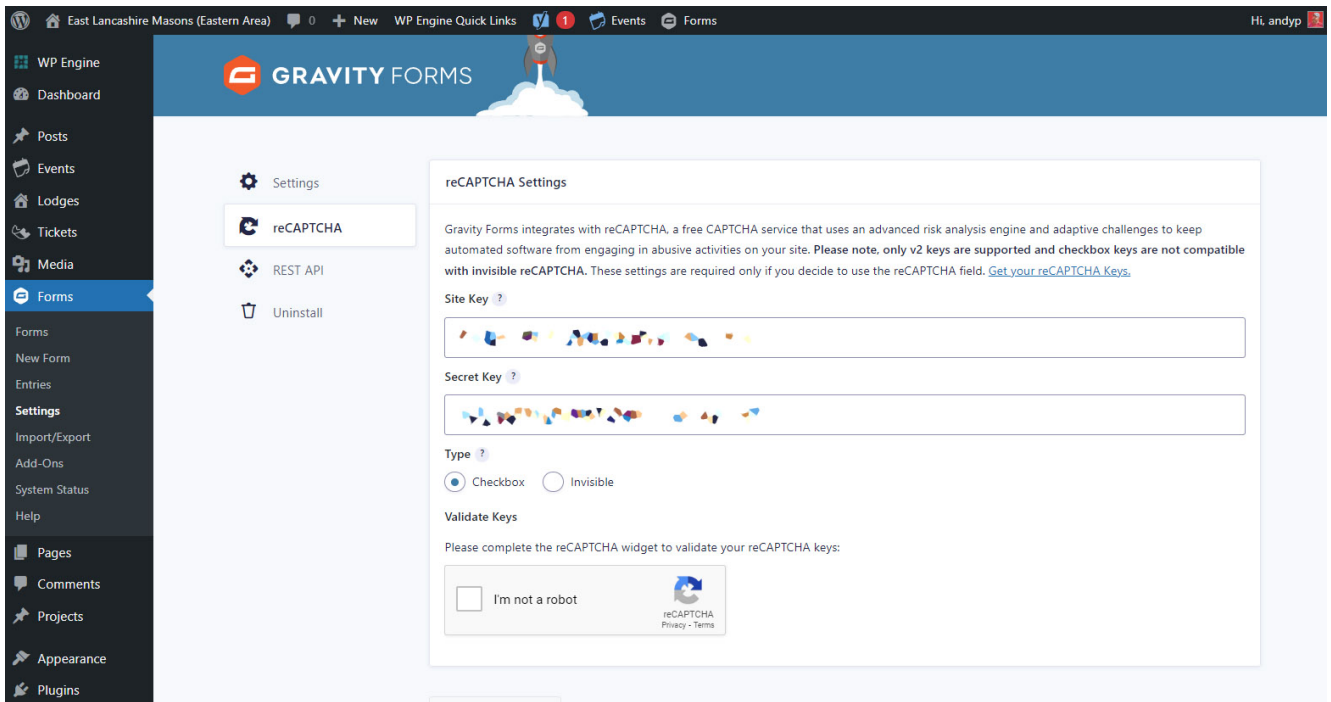 East Lancashire Masons (Eastern Area) 0 New WP Engine Quick Links 1 Events Forms Hi, andyp
WP Engine
Dashboard
Posts
Events
Lodges
Tickets
Media
Forms
Forms
New Form
Entries
Settings
Import/Export
Add-Ons
System Status
Help
Pages
Comments
Projects
Appearance
Plugins
GRAVITY FORMS
Settings
reCAPTCHA
REST API
Uninstall
reCAPTCHA Settings
Gravity Forms integrates with reCAPTCHA, a free CAPTCHA service that uses an advanced risk analysis engine and adaptive challenges to keep
automated software from engaging in abusive activities on your site. Please note, only v2 keys are supported and checkbox keys are not compatible
with invisible reCAPTCHA. These settings are required only if you decide to use the reCAPTCHA field. Get your reCAPTCHA Keys.
Site Key ?
Secret Key ?
Type ?
Checkbox Invisible
Validate Keys
Please complete the reCAPTCHA widget to validate your reCAPTCHA keys:
I'm not a robot
reCAPTCHA
Privacy - Terms